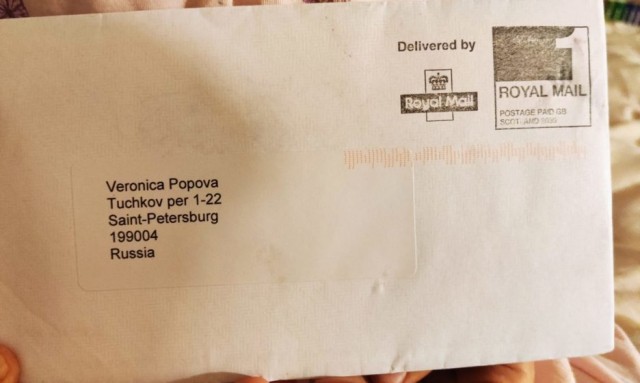 Delivered by
Royal Mail
1
ROYAL MAIL
POSTAGE PAID GB
Veronica Popova
Tuchkov per 1-22
Saint-Petersburg
199004
Russia